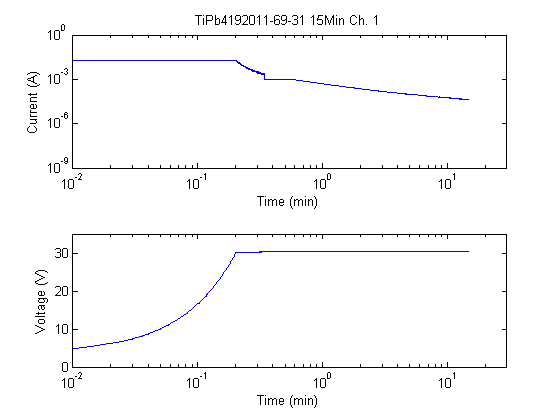 TiPb4192011-69-31 15Min Ch. 1
10^0
10^-3
10^-6
10^-9
Current (A)
10^-2 10^-1 10^0 10^1
Time (min)
30
20
10
0
Voltage (V)
10^-2 10^-1 10^0 10^1
Time (min)